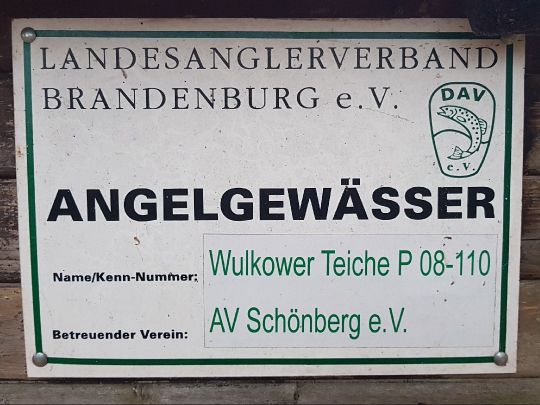 LANDESANGLERVERBAND
BRANDENBURG e.V.
DAV
e.V.
ANGELGEWÄSSER
Name/Kenn-Nummer: Wulkower Teiche P 08-110
Betreuender Verein: AV Schönberg e.V.